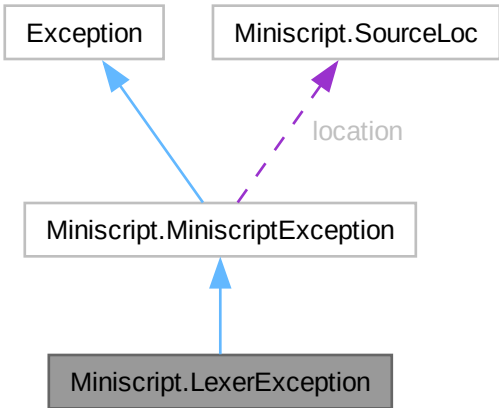 Exception
Miniscript.SourceLoc
location
Miniscript.MiniscriptException
Miniscript.LexerException